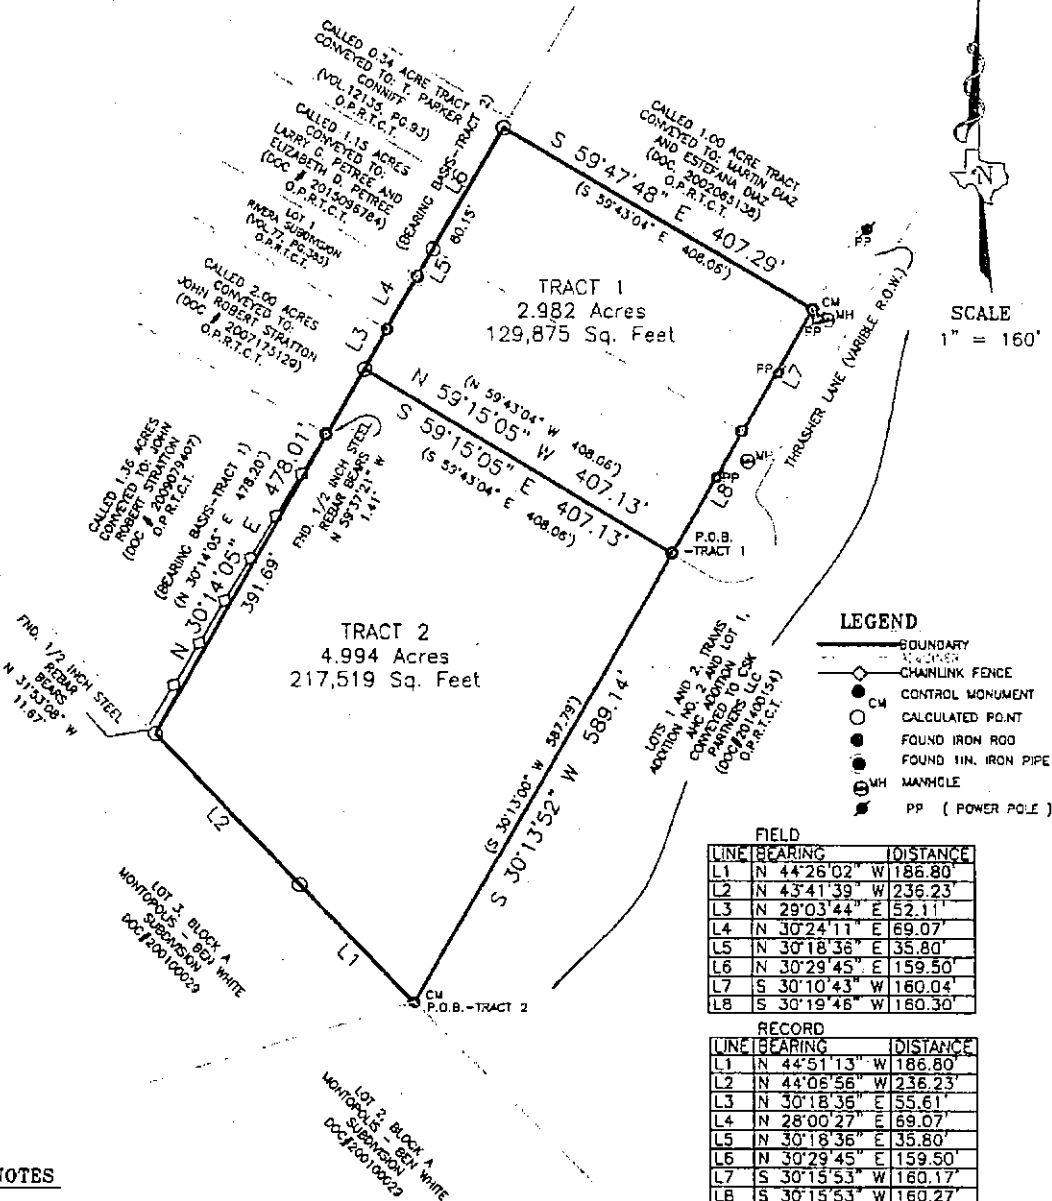 CALLED 0.34 ACRE TRACT
CONVEYED TO: T. PARKER
CONNIFF
(VOL.12135, PG.93)
O.P.R.T.C.T.
CALLED 1.15 ACRES
CONVEYED TO:
LARRY G. PETREE AND
ELIZABETH D. PETREE
(DOC # 2015096784)
O.P.R.T.C.T.
LOT 1
RIVERA SUBDIVISION
(VOL.77, PG.385)
O.P.R.T.C.T.
CALLED 2.00 ACRES
CONVEYED TO:
JOHN ROBERT STRATTON
(DOC # 2007175129)
O.P.R.T.C.T.
CALLED 1.36 ACRES
CONVEYED TO: JOHN
ROBERT STRATTON
(DOC # 2009079407)
O.P.R.T.C.T.
(BEARING BASIS-TRACT 2)
L6
80.15'
L5
L4
L3
CALLED 1.00 ACRE TRACT
CONVEYED TO: MARTIN DIAZ
AND ESTEFANA DIAZ
(DOC. 2002065138)
O.P.R.T.C.T.
S 59°47'48" E 407.29'
(S 59°43'04" E 408.06')
N
SCALE
1" = 160'
PP
CM
MH
PP
PP
L7
THRASHER LANE (VARIBLE R.O.W.)
MH
PP
L8
TRACT 1
2.982 Acres
129,875 Sq. Feet
(N 59°43'04" W 408.06')
N 59°15'05" W 407.13'
S 59°15'05" E 407.13'
(S 59°43'04" E 408.06')
P.O.B.
-TRACT 1
(BEARING BASIS-TRACT 1)
(N 30°14'05" E 478.20')
N 30°14'05" E 478.01'
391.69'
FND. 1/2 INCH STEEL
REBAR BEARS
N 59°37'21" W
1.41'
FND. 1/2 INCH STEEL
REBAR
BEARS
N 31°53'08" W
11.67'
TRACT 2
4.994 Acres
217,519 Sq. Feet
(S 30°13'00" W 587.79')
S 30°13'52" W 589.14'
LOTS 1 AND 2, TRAVIS
ADDITION NO. 2 AND LOT 1,
AHC ADDITION
CONVEYED TO CSK
PARTNERS LLC
(DOC#201400154)
O.P.R.T.C.T.
L2
L1
CM
P.O.B.-TRACT 2
LOT 3, BLOCK A
MONTOPOLIS - BEN WHITE
SUBDIVISION
DOC#200100029
LOT 2, BLOCK A
MONTOPOLIS - BEN WHITE
SUBDIVISION
DOC#200100029
LEGEND
BOUNDARY
ADJOINER
CHAINLINK FENCE
CM CONTROL MONUMENT
CALCULATED POINT
FOUND IRON ROD
FOUND 1IN. IRON PIPE
MH MANHOLE
PP ( POWER POLE )
FIELD
LINE BEARING DISTANCE
L1 N 44°26'02" W 186.80'
L2 N 43°41'39" W 236.23'
L3 N 29°03'44" E 52.11'
L4 N 30°24'11" E 69.07'
L5 N 30°18'36" E 35.80'
L6 N 30°29'45" E 159.50'
L7 S 30°10'43" W 160.04'
L8 S 30°19'46" W 160.30'
RECORD
LINE BEARING DISTANCE
L1 N 44°51'13" W 186.80'
L2 N 44°06'56" W 236.23'
L3 N 30°18'36" E 55.61'
L4 N 28°00'27" E 69.07'
L5 N 30°18'36" E 35.80'
L6 N 30°29'45" E 159.50'
L7 S 30°15'53" W 160.17'
L8 S 30°15'53" W 160.27'
NOTES